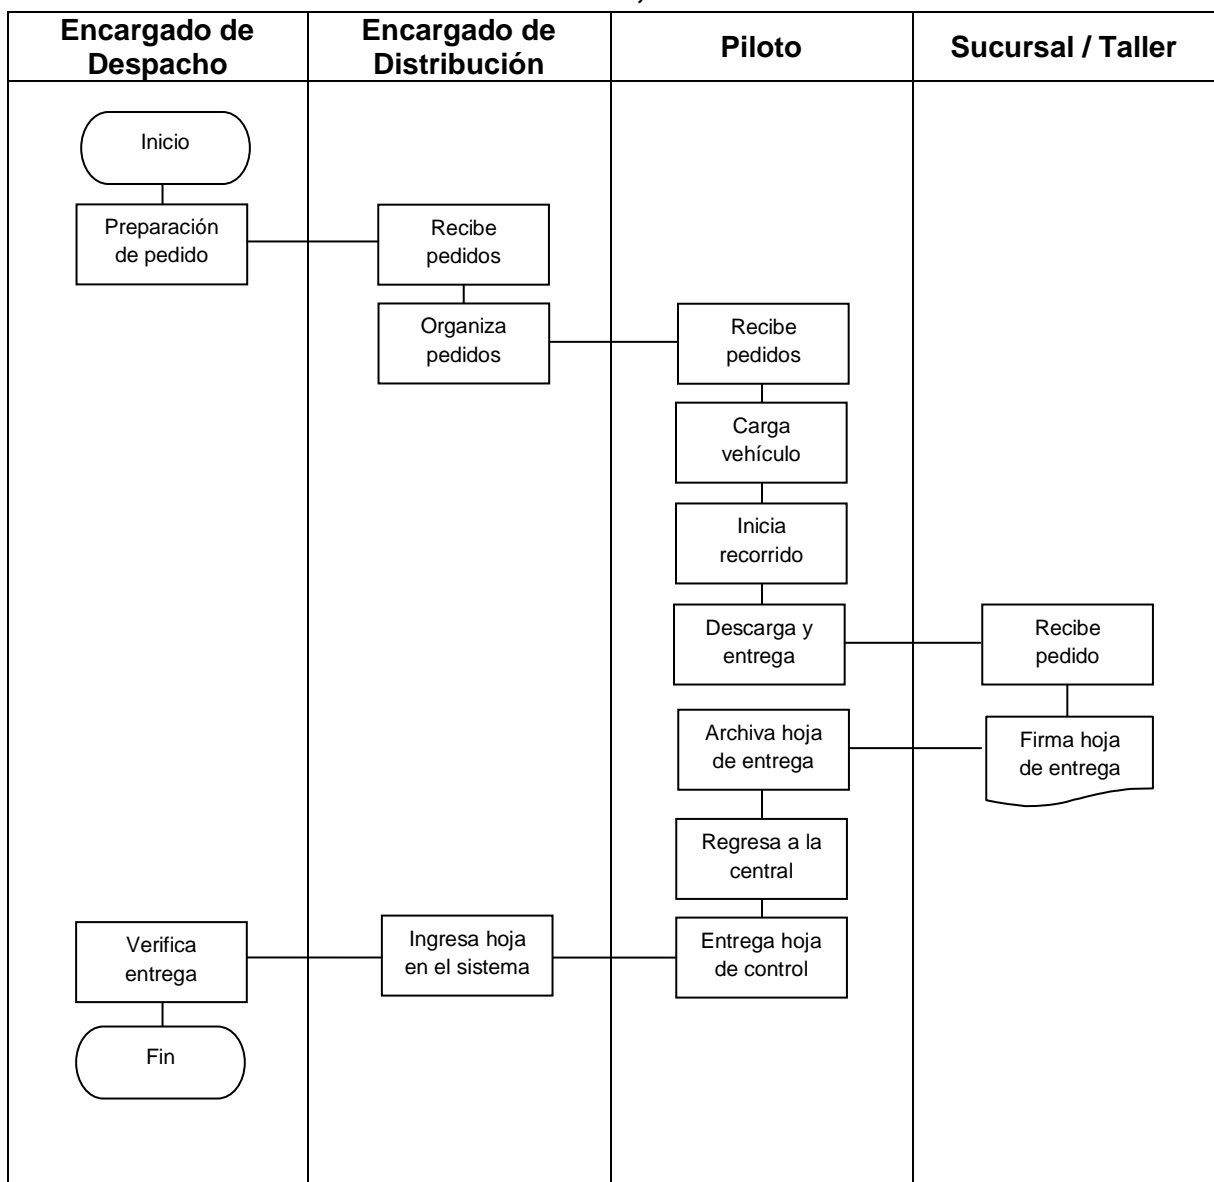 Encargado de
Despacho
Encargado de
Distribución
Piloto
Sucursal / Taller
Inicio
Preparación
de pedido
Recibe
pedidos
Organiza
pedidos
Recibe
pedidos
Carga
vehículo
Inicia
recorrido
Descarga y
entrega
Recibe
pedido
Firma hoja
de entrega
Archiva hoja
de entrega
Regresa a la
central
Entrega hoja
de control
Ingresa hoja
en el sistema
Verifica
entrega
Fin